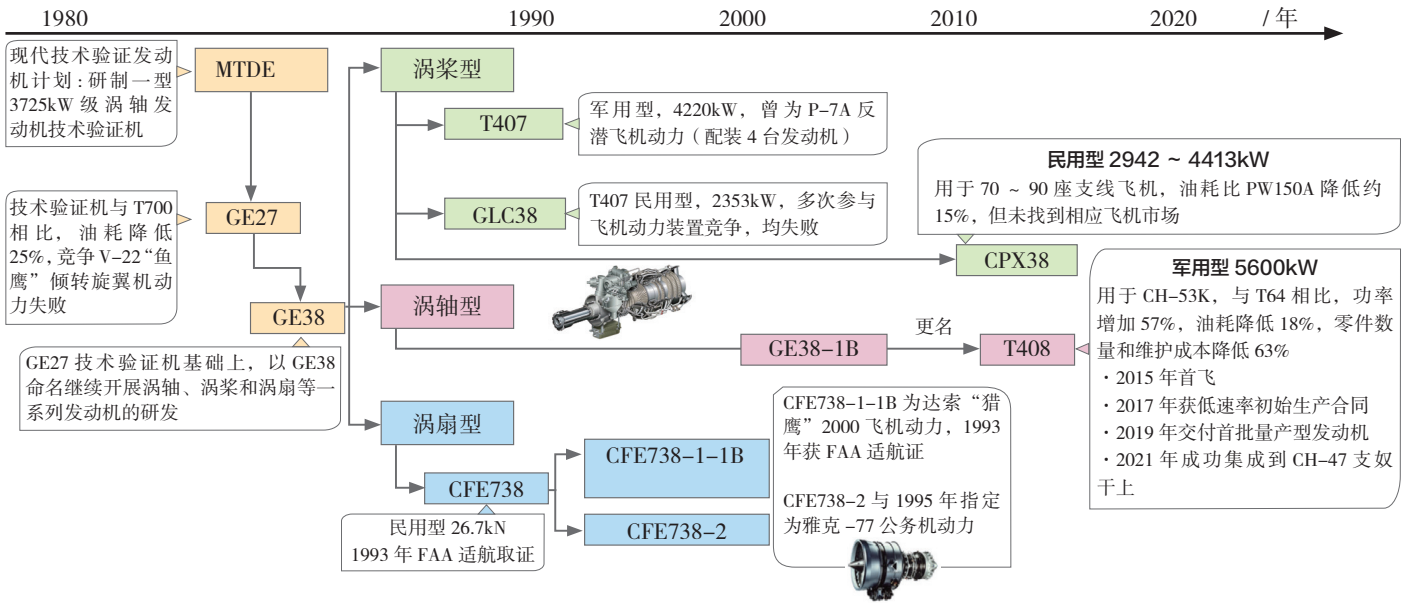 1980
1990
2000
2010
2020
/ 年
现代技术验证发动
机计划：研制一型
3725kW 级涡轴发
动机技术验证机
MTDE
涡桨型
T407
军用型，4220kW，曾为 P-7A 反
潜飞机动力（配装 4 台发动机）
技术验证机与 T700
相比，油耗降低
25%，竞争 V-22“鱼
鹰”倾转旋翼机动
力失败
GE27
GLC38
T407 民用型，2353kW，多次参与
飞机动力装置竞争，均失败
民用型 2942 ~ 4413kW
用于 70 ~ 90 座支线飞机，油耗比 PW150A 降低约
15%，但未找到相应飞机市场
CPX38
GE38
涡轴型
GE38-1B
更名
T408
军用型 5600kW
用于 CH-53K，与 T64 相比，功率
增加 57%，油耗降低 18%，零件数
量和维护成本降低 63%
·2015 年首飞
·2017 年获低速率初始生产合同
·2019 年交付首批量产型发动机
·2021 年成功集成到 CH-47 支奴
干上
GE27 技术验证机基础上，以 GE38
命名继续开展涡轴、涡桨和涡扇等一
系列发动机的研发
涡扇型
CFE738
民用型 26.7kN
1993 年 FAA 适航取证
CFE738-1-1B
CFE738-2
CFE738-1-1B 为达索“猎
鹰”2000 飞机动力，1993
年获 FAA 适航证
CFE738-2 与 1995 年指定
为雅克 -77 公务机动力